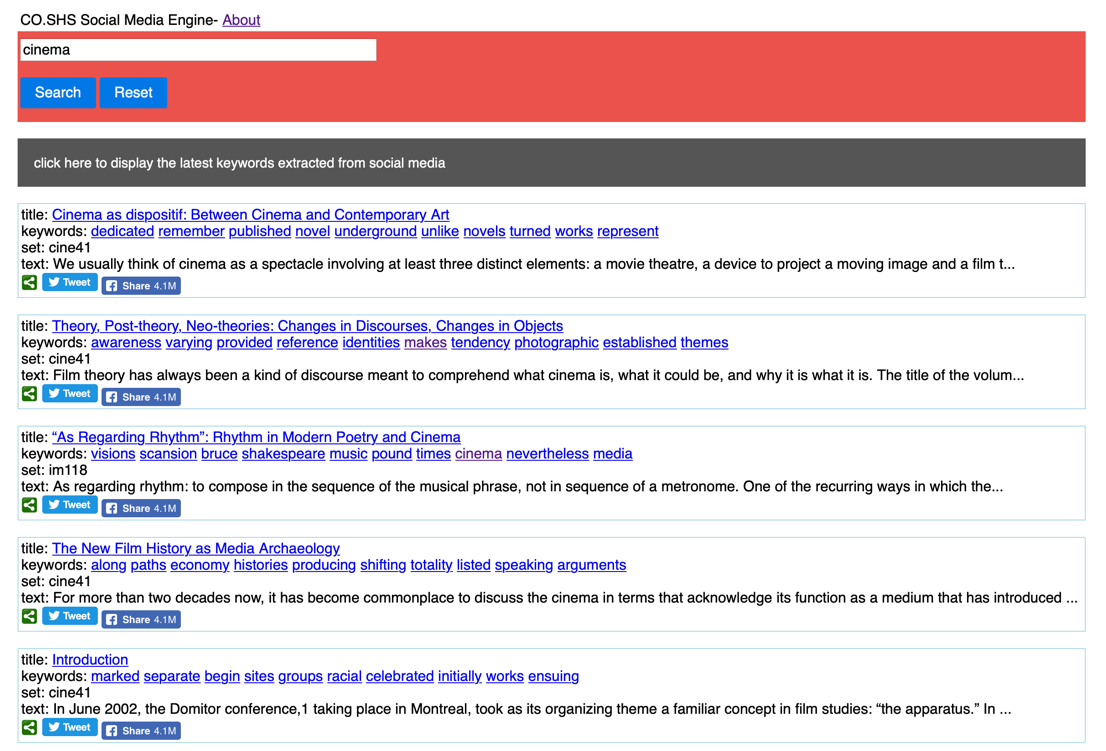 CO.SHS Social Media Engine- About
cinema
Search Reset
click here to display the latest keywords extracted from social media
title: Cinema as dispositif: Between Cinema and Contemporary Art
keywords: dedicated remember published novel underground unlike novels turned works represent
set: cine41
text: We usually think of cinema as a spectacle involving at least three distinct elements: a movie theatre, a device to project a moving image and a film t...
Tweet Share 4.1M
title: Theory, Post-theory, Neo-theories: Changes in Discourses, Changes in Objects
keywords: awareness varying provided reference identities makes tendency photographic established themes
set: cine41
text: Film theory has always been a kind of discourse meant to comprehend what cinema is, what it could be, and why it is what it is. The title of the volum...
Tweet Share 4.1M
title: “As Regarding Rhythm”: Rhythm in Modern Poetry and Cinema
keywords: visions scansion bruce shakespeare music pound times cinema nevertheless media
set: im118
text: As regarding rhythm: to compose in the sequence of the musical phrase, not in sequence of a metronome. One of the recurring ways in which the...
Tweet Share 4.1M
title: The New Film History as Media Archaeology
keywords: along paths economy histories producing shifting totality listed speaking arguments
set: cine41
text: For more than two decades now, it has become commonplace to discuss the cinema in terms that acknowledge its function as a medium that has introduced ...
Tweet Share 4.1M
title: Introduction
keywords: marked separate begin sites groups racial celebrated initially works ensuing
set: cine41
text: In June 2002, the Domitor conference,1 taking place in Montreal, took as its organizing theme a familiar concept in film studies: “the apparatus.” In ...
Tweet Share 4.1M